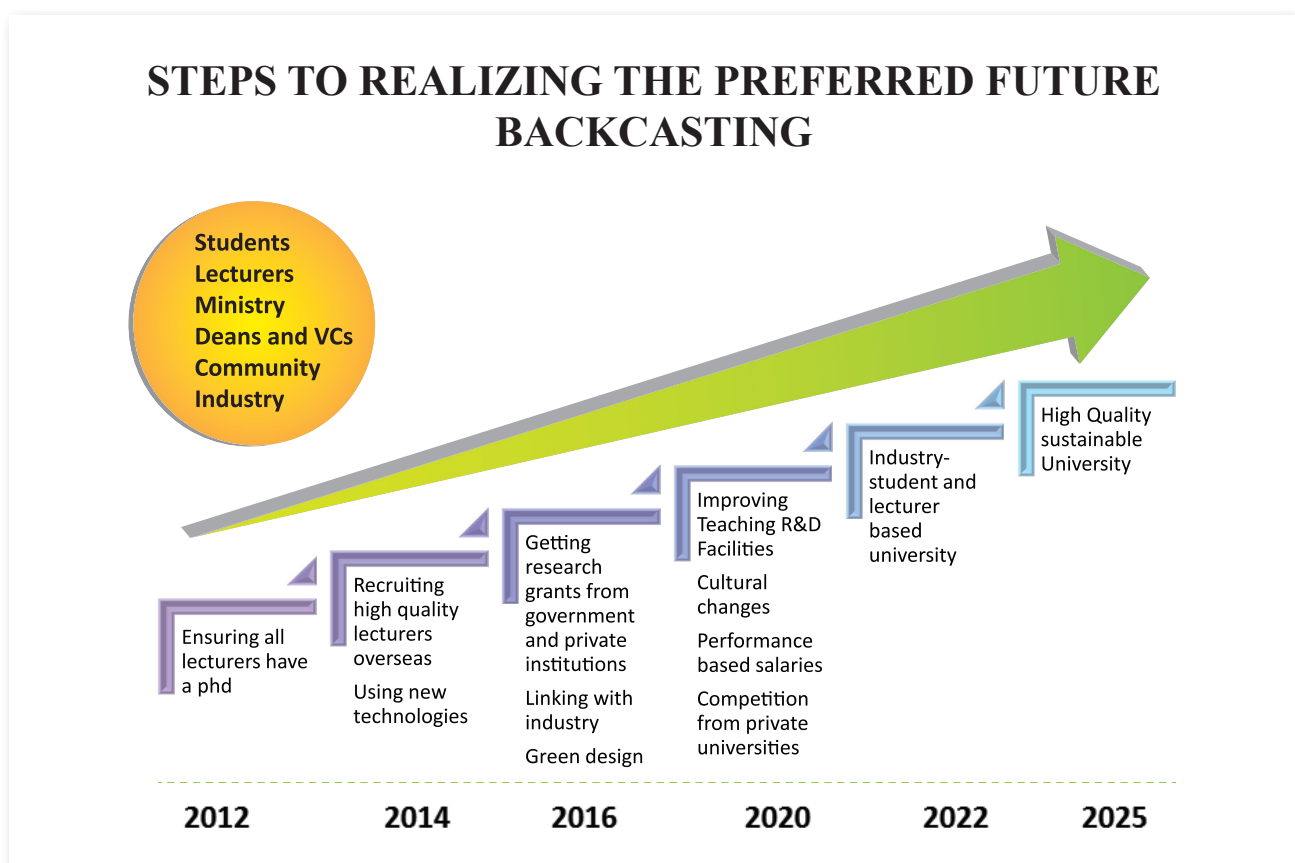 STEPS TO REALIZING THE PREFERRED FUTURE
BACKCASTING
Students
Lecturers
Ministry
Deans and VCs
Community
Industry
Ensuring all
lecturers have
a phd
Recruiting
high quality
lecturers
overseas
Using new
technologies
Getting
research
grants from
government
and private
institutions
Linking with
industry
Green design
Improving
Teaching R&D
Facilities
Cultural
changes
Performance
based salaries
Competition
from private
universities
Industry-
student and
lecturer
based
university
High Quality
sustainable
University
2012
2014
2016
2020
2022
2025